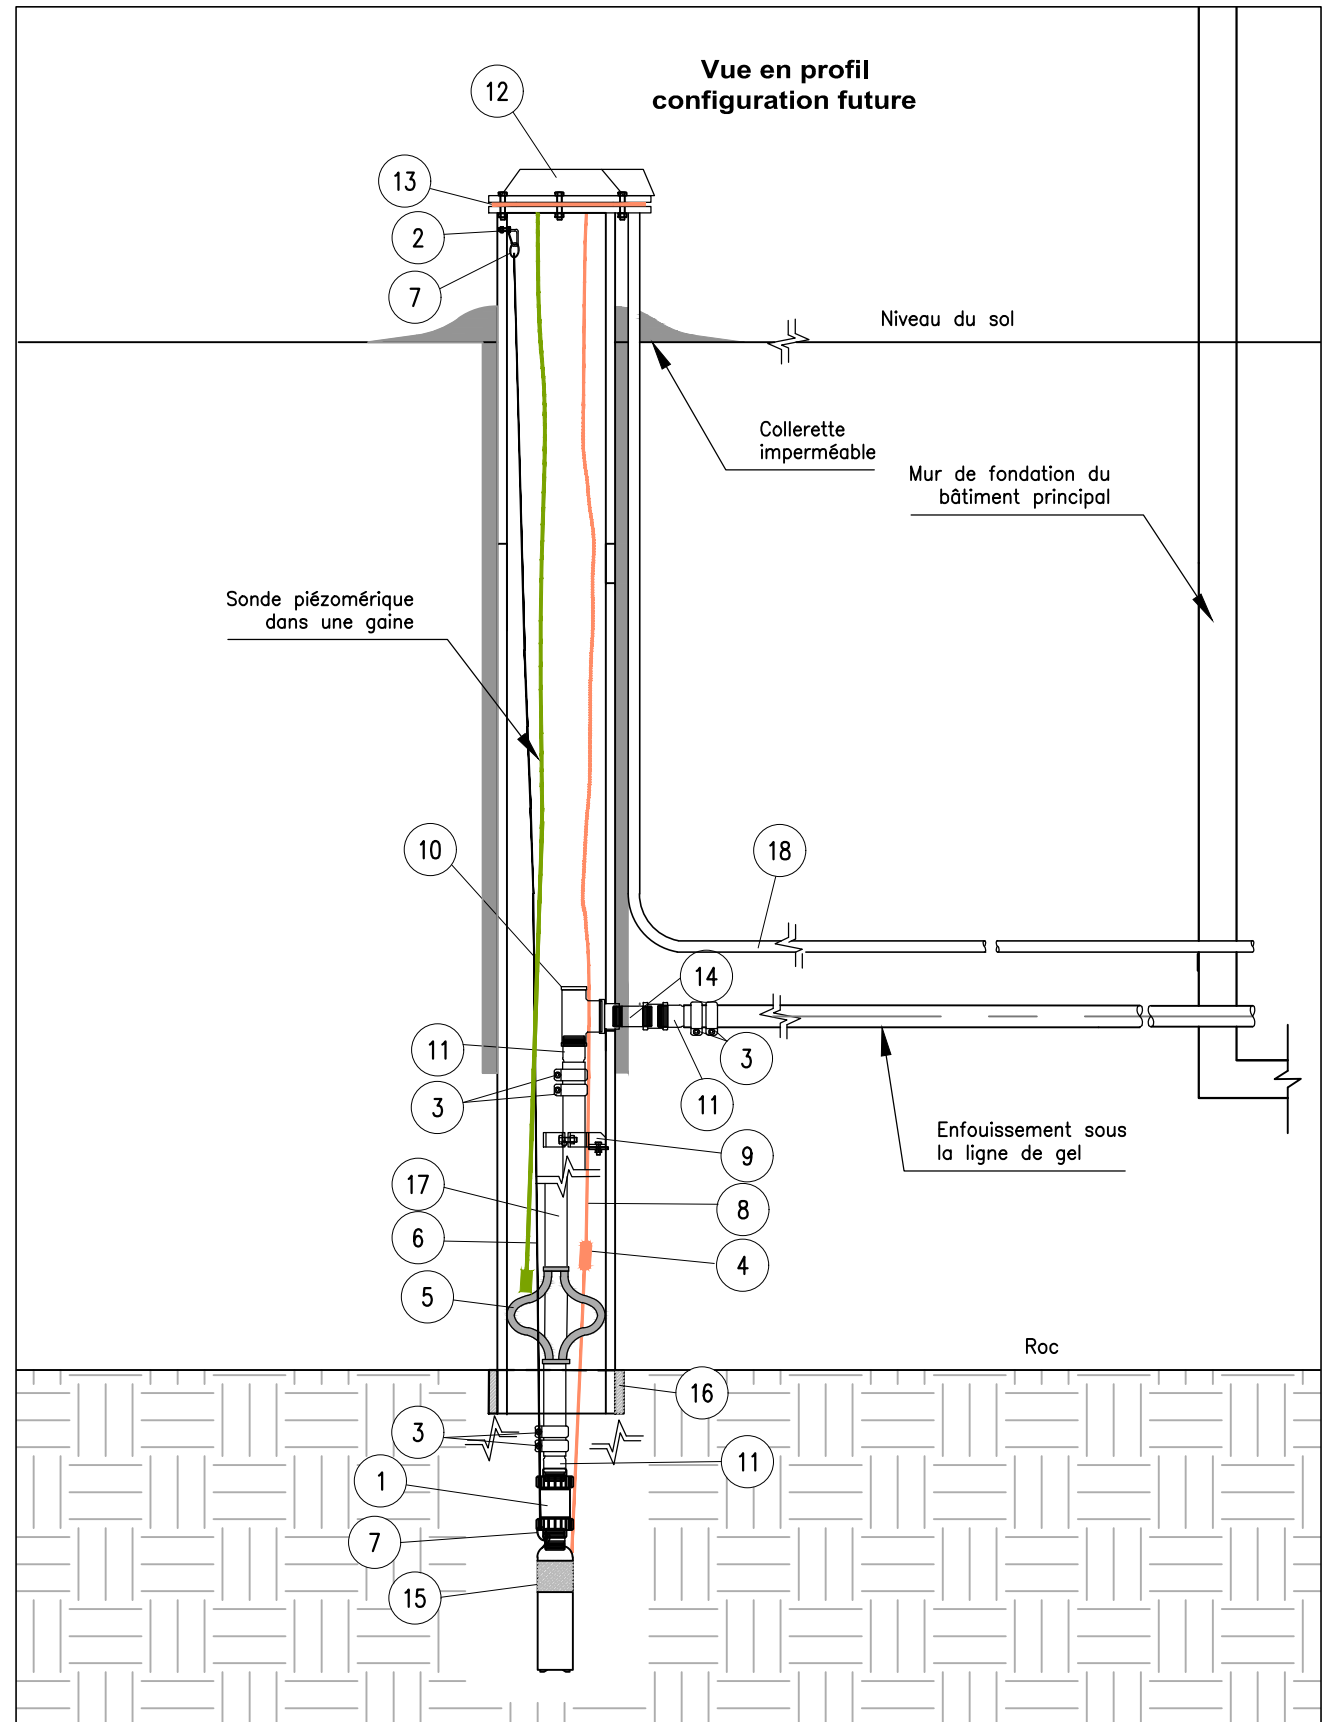 Vue en profil
configuration future
12
13
2
7
Niveau du sol
Collerette
imperméable
Mur de fondation du
bâtiment principal
Sonde piézomérique
dans une gaine
10
18
14
11
3
3
11
Enfouissement sous
la ligne de gel
9
17
8
6
4
5
Roc
16
3
11
1
7
15